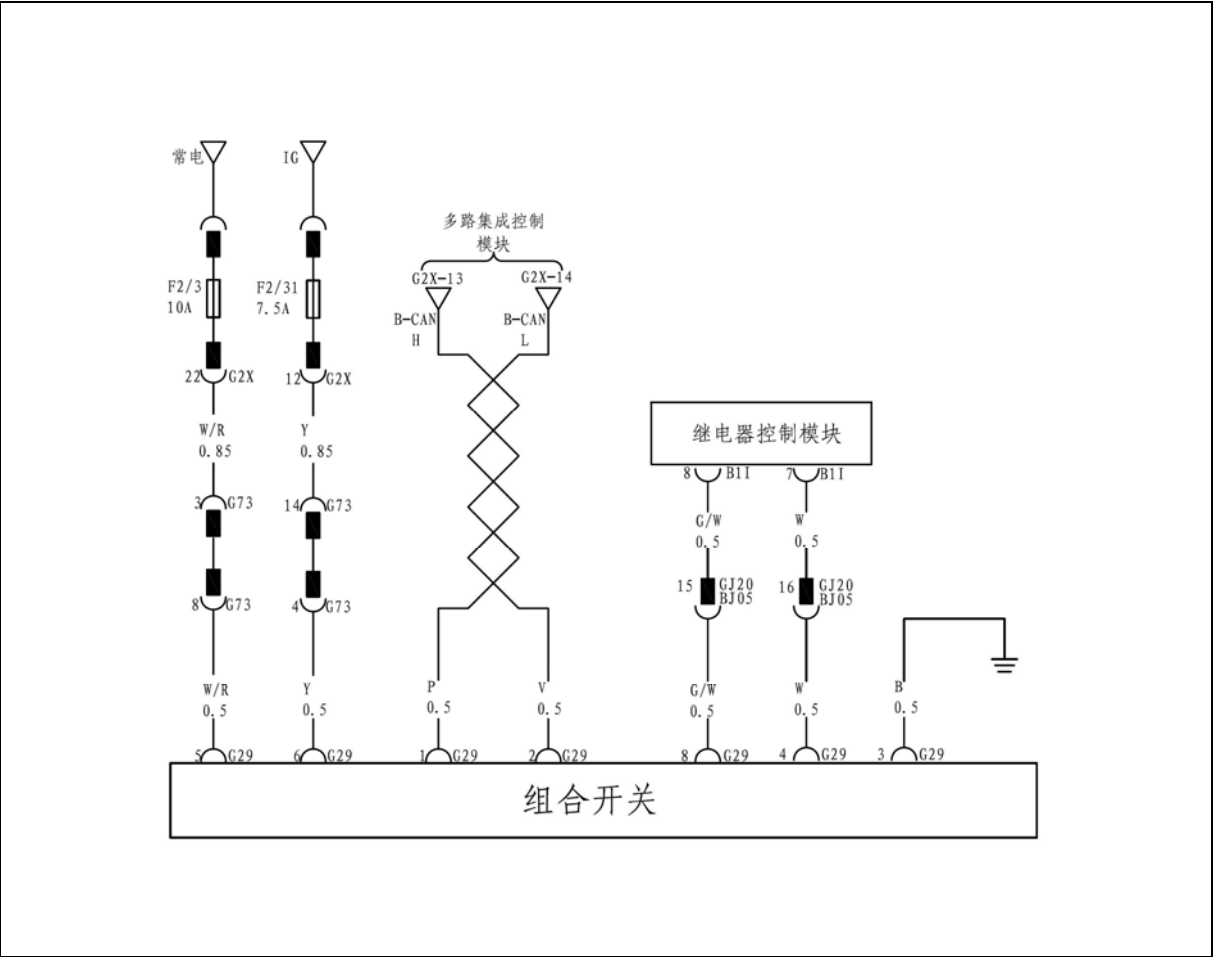 常电
IG
多路集成控制
模块
G2X-13
G2X-14
F2/3
10A
F2/31
7.5A
B-CAN
H
B-CAN
L
22 G2X
12 G2X
W/R
0.85
Y
0.85
继电器控制模块
8 B1I
7 B1I
3 G73
14 G73
G/W
0.5
W
0.5
15 GJ20
BJ05
16 GJ20
BJ05
8 G73
4 G73
W/R
0.5
Y
0.5
P
0.5
V
0.5
G/W
0.5
W
0.5
B
0.5
5 G29
6 G29
1 G29
2 G29
8 G29
4 G29
3 G29
组合开关